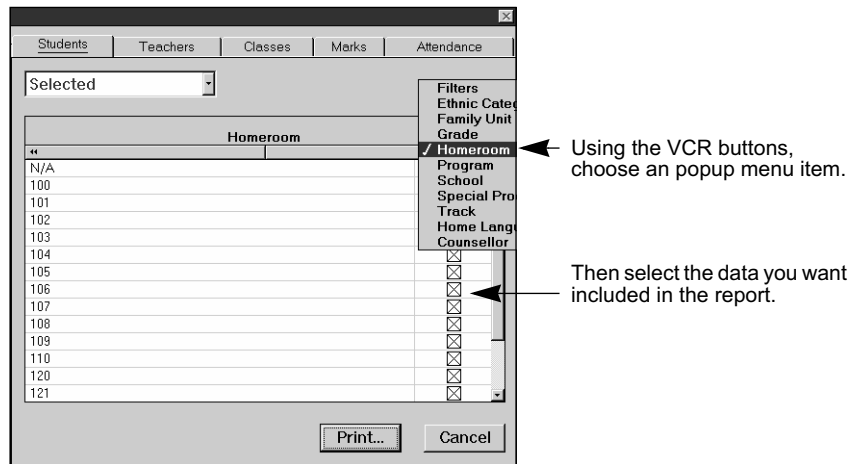 Students Teachers Classes Marks Attendance
Selected
Filters
Ethnic Categ
Family Unit
Grade
Homeroom
✓ Homeroom
Program
School
Special Pro
Track
Home Langu
Counsellor
Using the VCR buttons,
choose an popup menu item.
N/A
100
101
102
103
104
105
106
107
108
109
110
120
121
Then select the data you want
included in the report.
Print... Cancel